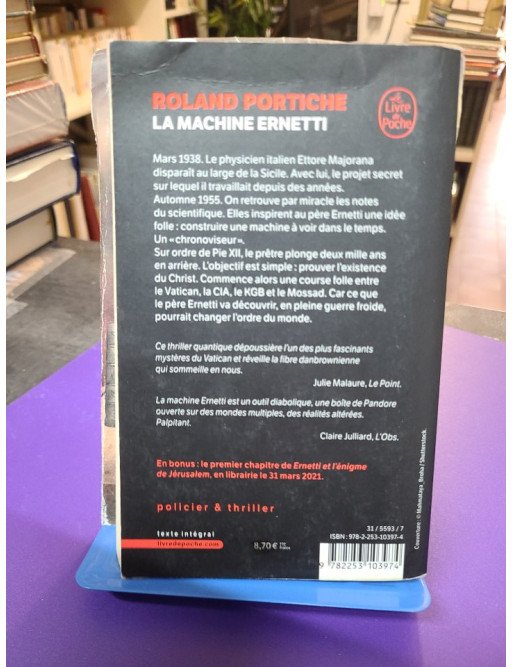 ROLAND PORTICHE
LA MACHINE ERNETTI
Le
Livre
de
Poche
Mars 1938. Le physicien italien Ettore Majorana
disparaît au large de la Sicile. Avec lui, le projet secret
sur lequel il travaillait depuis des années.
Automne 1955. On retrouve par miracle les notes
du scientifique. Elles inspirent au père Ernetti une idée
folle : construire une machine à voir dans le temps.
Un « chronoviseur ».
Sur ordre de Pie XII, le prêtre plonge deux mille ans
en arrière. L'objectif est simple : prouver l'existence
du Christ. Commence alors une course folle entre
le Vatican, la CIA, le KGB et le Mossad. Car ce que
le père Ernetti va découvrir, en pleine guerre froide,
pourrait changer l'ordre du monde.
Ce thriller quantique dépoussière l'un des plus fascinants
mystères du Vatican et réveille la fibre danbrownienne
qui sommeille en nous.
Julie Malaure, Le Point.
La machine Ernetti est un outil diabolique, une boîte de Pandore
ouverte sur des mondes multiples, des réalités altérées.
Palpitant.
Claire Julliard, L'Obs.
En bonus : le premier chapitre de Ernetti et l'énigme
de Jérusalem, en librairie le 31 mars 2021.
policier & thriller
texte intégral
livredepoche.com
8,70 €
31 / 5593 / 7
ISBN : 978-2-253-10397-4
9 782253 103974